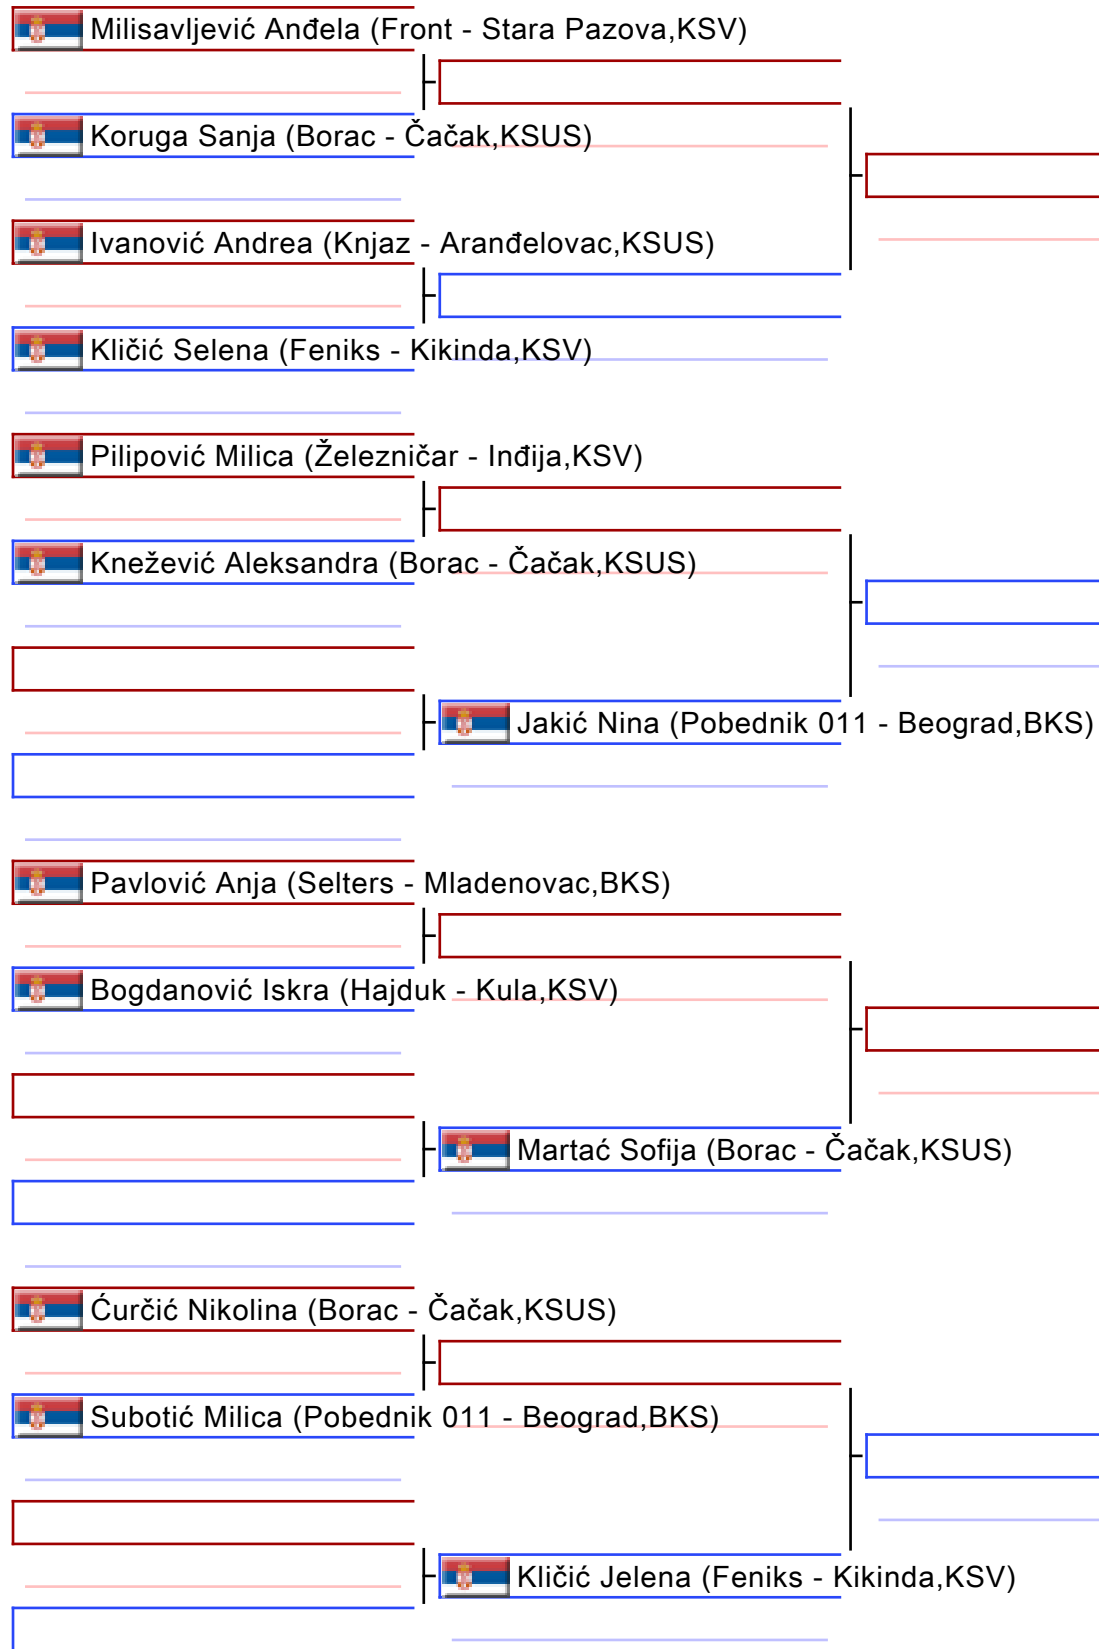 Milisavljević Anđela (Front - Stara Pazova,KSV)
Koruga Sanja (Borac - Čačak,KSUS)
Ivanović Andrea (Knjaz - Aranđelovac,KSUS)
Kličić Selena (Feniks - Kikinda,KSV)
Pilipović Milica (Železničar - Inđija,KSV)
Knežević Aleksandra (Borac - Čačak,KSUS)
Jakić Nina (Pobednik 011 - Beograd,BKS)
Pavlović Anja (Selters - Mladenovac,BKS)
Bogdanović Iskra (Hajduk - Kula,KSV)
Martać Sofija (Borac - Čačak,KSUS)
Ćurčić Nikolina (Borac - Čačak,KSUS)
Subotić Milica (Pobednik 011 - Beograd,BKS)
Kličić Jelena (Feniks - Kikinda,KSV)